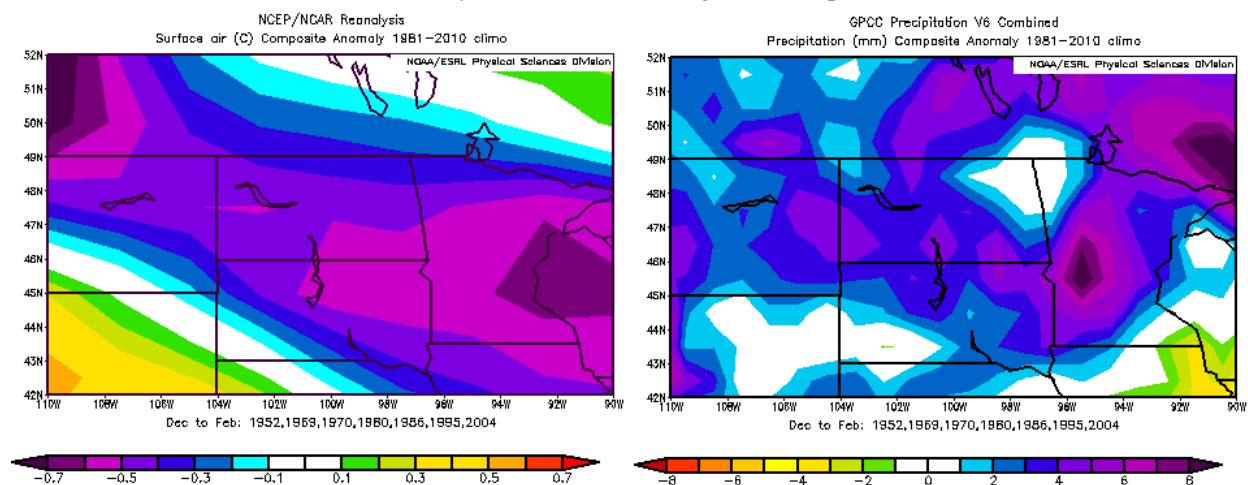 NCEP/NCAR Reanalysis
Surface air (C) Composite Anomaly 1981-2010 climo
NOAA/ESRL Physical Sciences Division
52N
51N
50N
49N
48N
47N
46N
45N
44N
43N
42N
110W 108W 106W 104W 102W 100W 98W 96W 94W 92W 90W
Dec to Feb: 1952,1969,1970,1980,1986,1995,2004
-0.7 -0.5 -0.3 -0.1 0.1 0.3 0.5 0.7
GPCC Precipitation V6 Combined
Precipitation (mm) Composite Anomaly 1981-2010 climo
NOAA/ESRL Physical Sciences Division
52N
51N
50N
49N
48N
47N
46N
45N
44N
43N
42N
110W 108W 106W 104W 102W 100W 98W 96W 94W 92W 90W
Dec to Feb: 1952,1969,1970,1980,1986,1995,2004
-8 -6 -4 -2 0 2 4 6 8